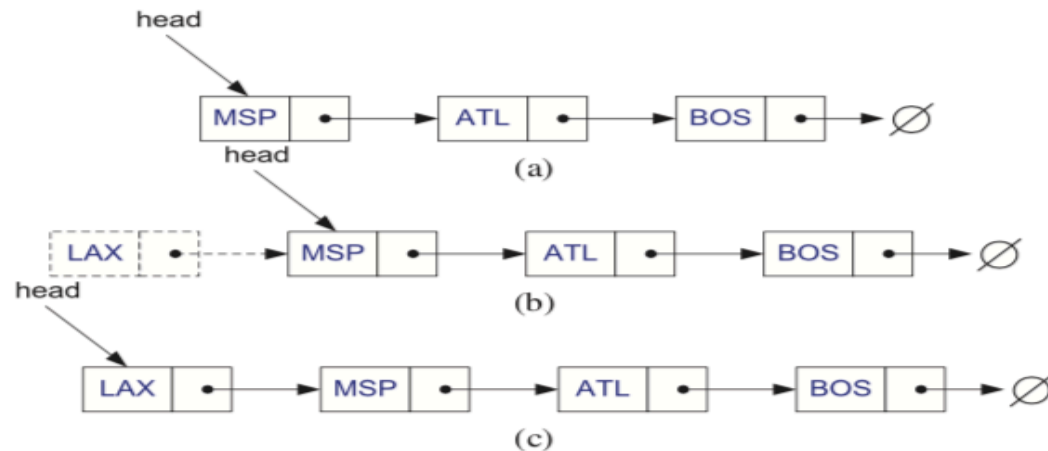 head
MSP ATL BOS
(a)
head
LAX MSP ATL BOS
(b)
head
LAX MSP ATL BOS
(c)